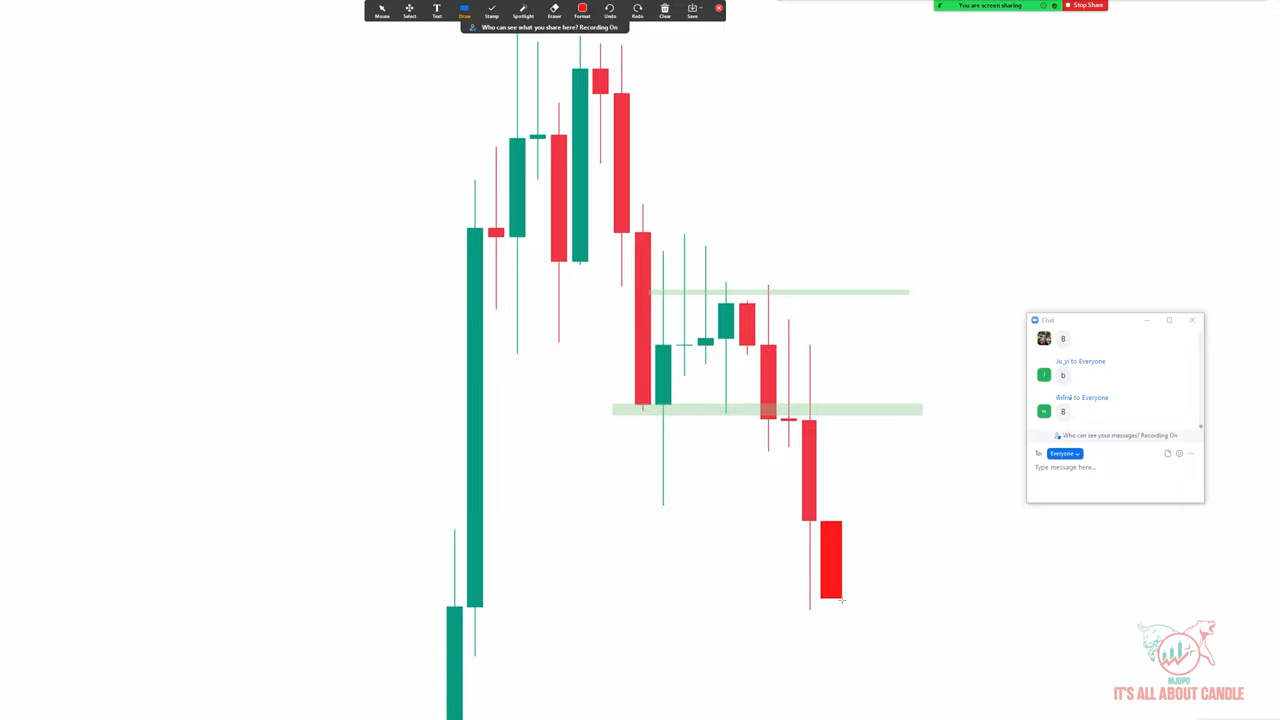 You are screen sharing
Stop Share
Mouse Select Text Draw Stamp Spotlight Eraser Format Undo Redo Clear Save
Who can see what you share here? Recording On
Chat
B
Ju_yi to Everyone
J
b
to Everyone
B
Who can see your messages? Recording On
To: Everyone
Type message here...
MJOPO
IT'S ALL ABOUT CANDLE